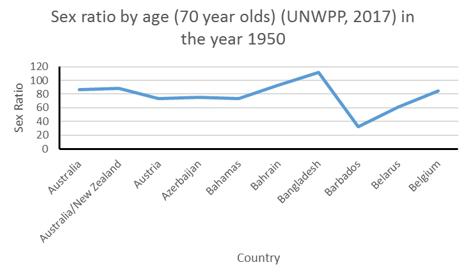 Sex ratio by age (70 year olds) (UNWPP, 2017) in
the year 1950
120
100
80
60
40
20
0
Sex Ratio
Australia
Australia/New Zealand
Austria
Azerbaijan
Bahamas
Bahrain
Bangladesh
Barbados
Belarus
Belgium
Country